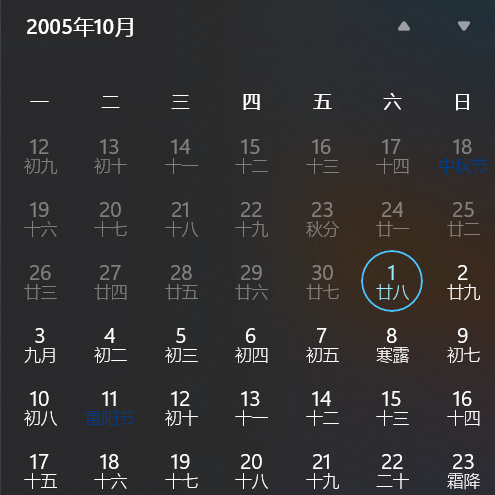 2005年10月
一 二 三 四 五 六 日
12 13 14 15 16 17 18
初九 初十 十一 十二 十三 十四 中秋节
19 20 21 22 23 24 25
十六 十七 十八 十九 秋分 廿一 廿二
26 27 28 29 30 1 2
廿三 廿四 廿五 廿六 廿七 廿八 廿九
3 4 5 6 7 8 9
九月 初二 初三 初四 初五 寒露 初七
10 11 12 13 14 15 16
初八 重阳节 初十 十一 十二 十三 十四
17 18 19 20 21 22 23
十五 十六 十七 十八 十九 二十 霜降